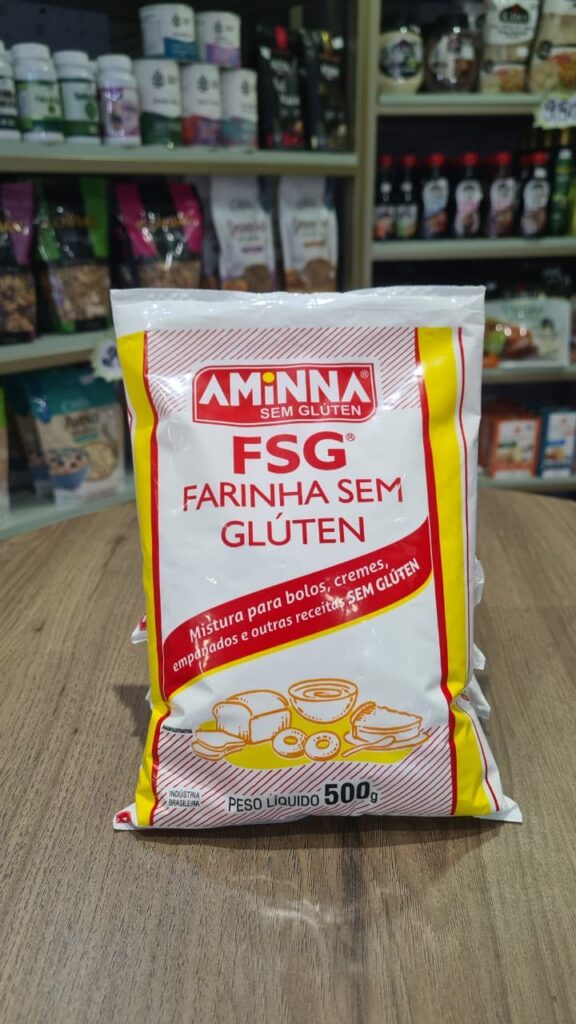 AMINNA®
SEM GLÚTEN
FSG®
FARINHA SEM
GLÚTEN
Mistura para bolos, cremes,
empanados e outras receitas SEM GLÚTEN
INDÚSTRIA
BRASILEIRA
PESO LÍQUIDO 500g